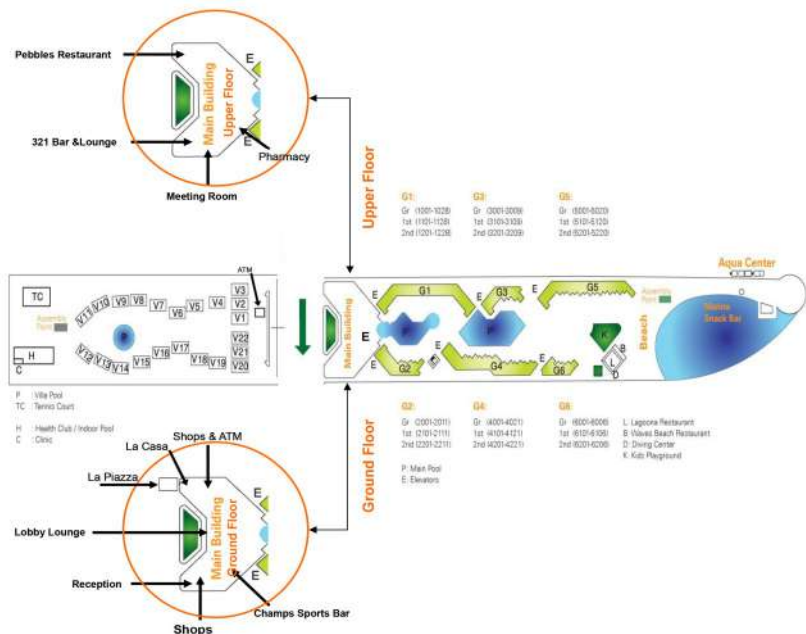 Pebbles Restaurant
E
Main Building
Upper Floor
321 Bar &Lounge
E
Pharmacy
Meeting Room
Upper Floor
G1:
Gr (1001-1028)
1st (1101-1128)
2nd (1201-1228)
G3:
Gr (3001-3009)
1st (3101-3109)
2nd (3201-3209)
G5:
Gr (5001-5020)
1st (5101-5120)
2nd (5201-5220)
Aqua Center
ATM
TC
Assembly
Point
V11
V10
V9
V8
V7
V6
V5
V4
V3
V2
V1
H
C
V12
V13
V14
V15
V16
V17
V18
V19
V22
V21
V20
Main Building
E
E
G1
E
G3
E
G5
Assembly
Point
P
K
Beach
Snack Bar
E
G2
E
G4
E
G6
B
L
D
P : Villa Pool
TC : Tennis Court
H : Health Club / Indoor Pool
C : Clinic
G2:
Gr (2001-2011)
1st (2101-2111)
2nd (2201-2211)
G4:
Gr (4001-4021)
1st (4101-4121)
2nd (4201-4221)
G6:
Gr (6001-6006)
1st (6101-6106)
2nd (6201-6206)
L: Lagoona Restaurant
B: Waves Beach Restaurant
D: Diving Center
K: Kids Playground
P: Main Pool
E: Elevators
Ground Floor
Shops & ATM
La Casa
La Piazza
E
Lobby Lounge
Main Building
Ground Floor
Reception
E
Champs Sports Bar
Shops